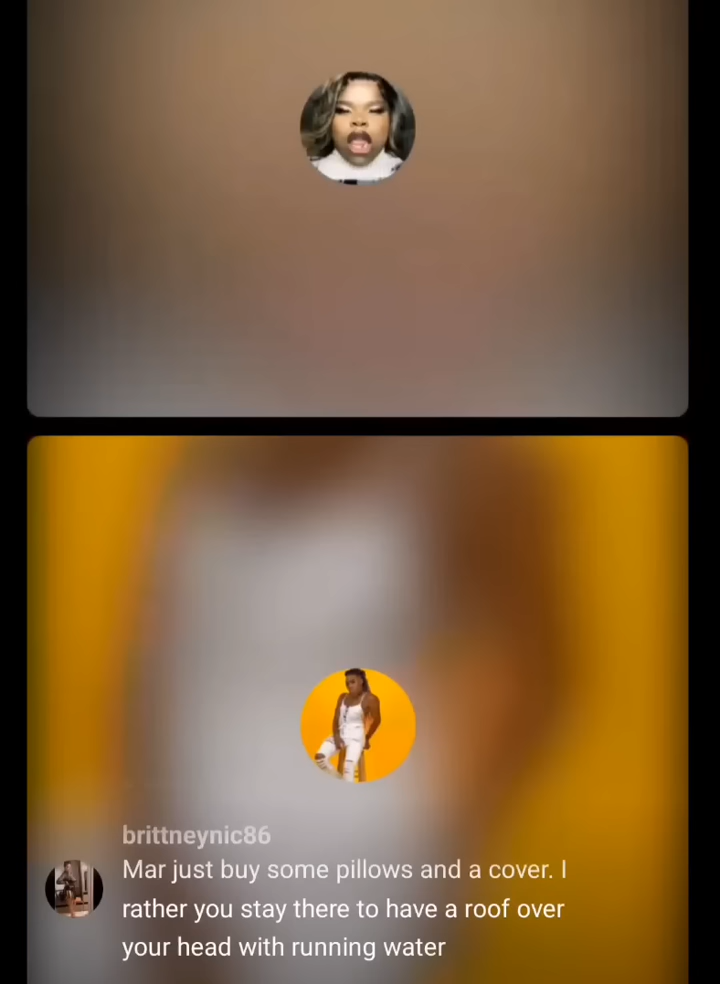 brittneynic86
Mar just buy some pillows and a cover. I
rather you stay there to have a roof over
your head with running water